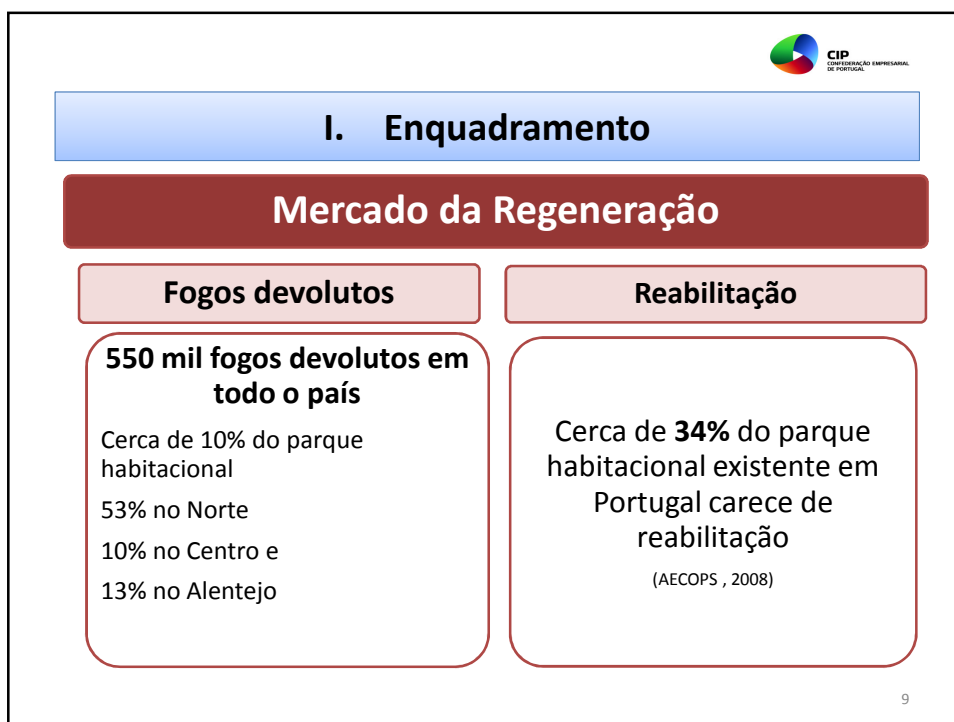 CIP
CONFEDERAÇÃO EMPRESARIAL
DE PORTUGAL
I. Enquadramento
Mercado da Regeneração
Fogos devolutos
550 mil fogos devolutos em
todo o país
Cerca de 10% do parque
habitacional
53% no Norte
10% no Centro e
13% no Alentejo
Reabilitação
Cerca de 34% do parque
habitacional existente em
Portugal carece de
reabilitação
(AECOPS , 2008)
9